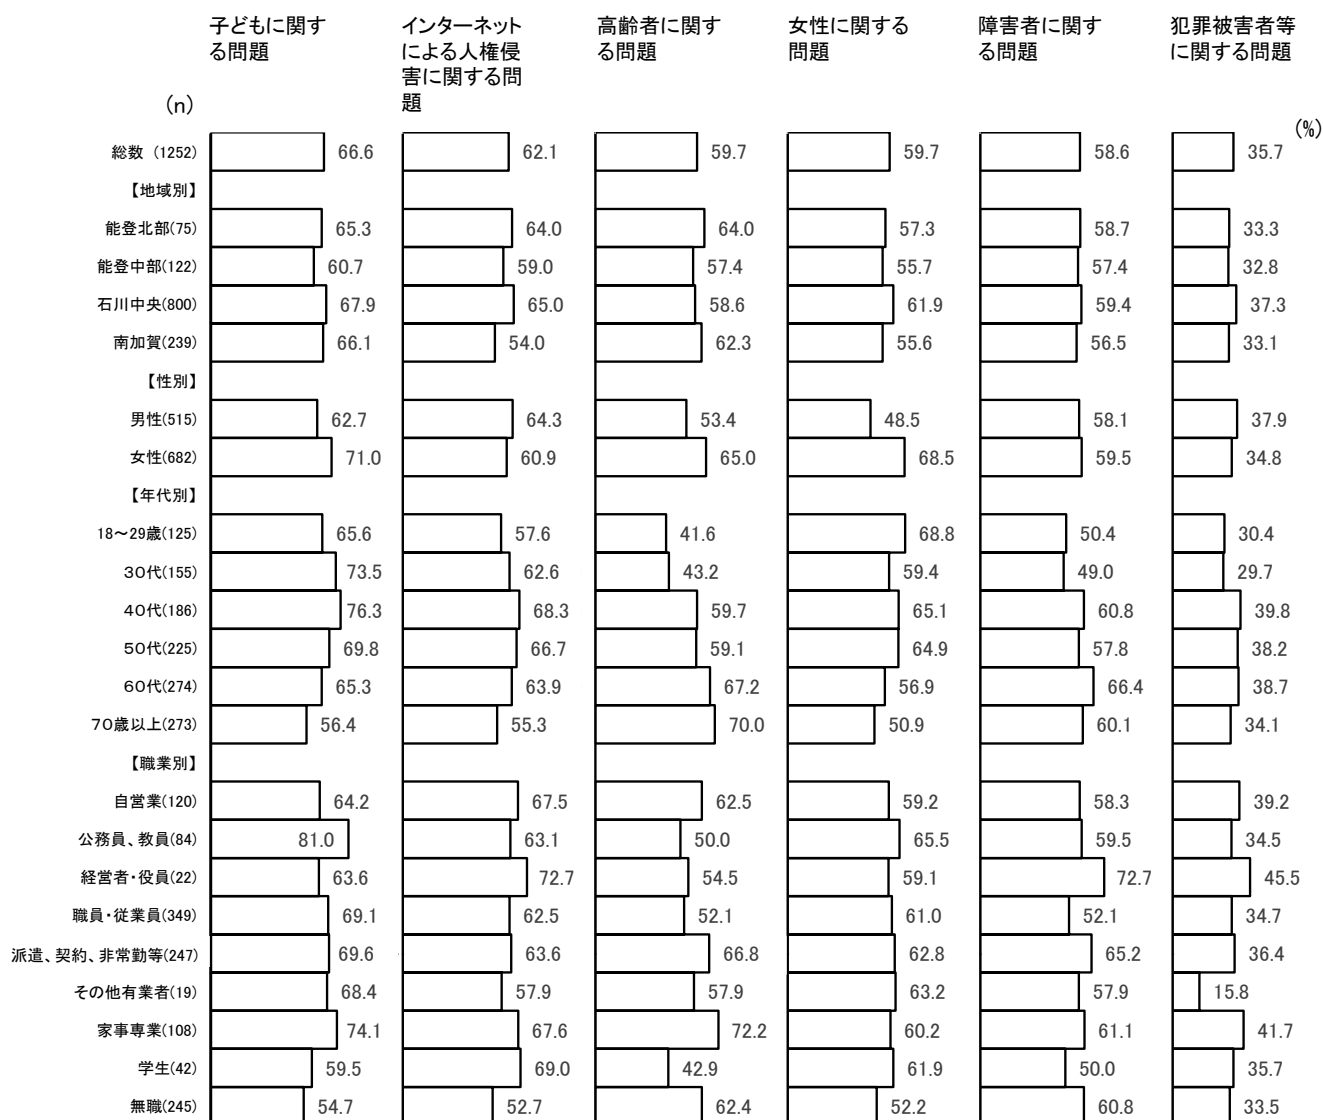 子どもに関す
る問題
インターネット
による人権侵
害に関する問
題
高齢者に関す
る問題
女性に関する
問題
障害者に関す
る問題
犯罪被害者等
に関する問題
(n)
(%)
総数 (1252) 66.6 62.1 59.7 59.7 58.6 35.7
【地域別】
能登北部(75) 65.3 64.0 64.0 57.3 58.7 33.3
能登中部(122) 60.7 59.0 57.4 55.7 57.4 32.8
石川中央(800) 67.9 65.0 58.6 61.9 59.4 37.3
南加賀(239) 66.1 54.0 62.3 55.6 56.5 33.1
【性別】
男性(515) 62.7 64.3 53.4 48.5 58.1 37.9
女性(682) 71.0 60.9 65.0 68.5 59.5 34.8
【年代別】
18～29歳(125) 65.6 57.6 41.6 68.8 50.4 30.4
30代(155) 73.5 62.6 43.2 59.4 49.0 29.7
40代(186) 76.3 68.3 59.7 65.1 60.8 39.8
50代(225) 69.8 66.7 59.1 64.9 57.8 38.2
60代(274) 65.3 63.9 67.2 56.9 66.4 38.7
70歳以上(273) 56.4 55.3 70.0 50.9 60.1 34.1
【職業別】
自営業(120) 64.2 67.5 62.5 59.2 58.3 39.2
公務員、教員(84) 81.0 63.1 50.0 65.5 59.5 34.5
経営者・役員(22) 63.6 72.7 54.5 59.1 72.7 45.5
職員・従業員(349) 69.1 62.5 52.1 61.0 52.1 34.7
派遣、契約、非常勤等(247) 69.6 63.6 66.8 62.8 65.2 36.4
その他有業者(19) 68.4 57.9 57.9 63.2 57.9 15.8
家事専業(108) 74.1 67.6 72.2 60.2 61.1 41.7
学生(42) 59.5 69.0 42.9 61.9 50.0 35.7
無職(245) 54.7 52.7 62.4 52.2 60.8 33.5